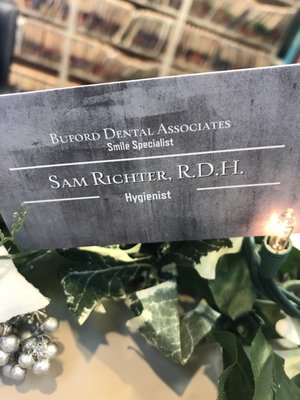 Buford Dental Associates
Smile Specialist
Sam Richter, R.D.H.
Hygienist